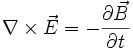 ∇ × E⃗ = −∂B⃗/∂t